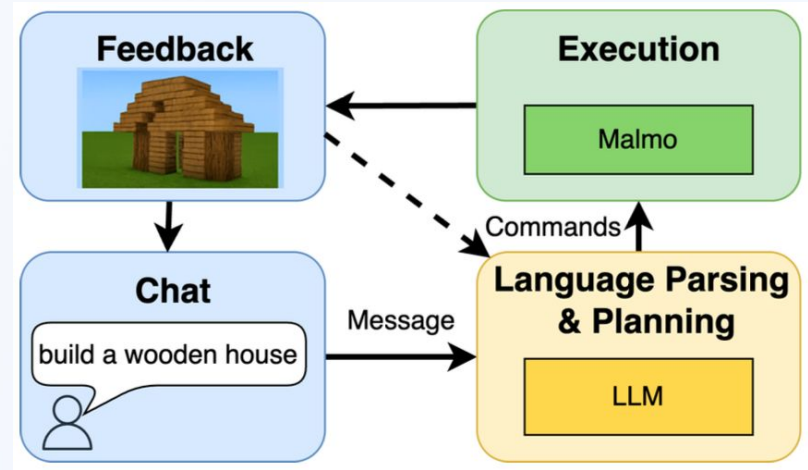 Feedback
Execution
Malmo
Commands
Chat
build a wooden house
Message
Language Parsing
& Planning
LLM